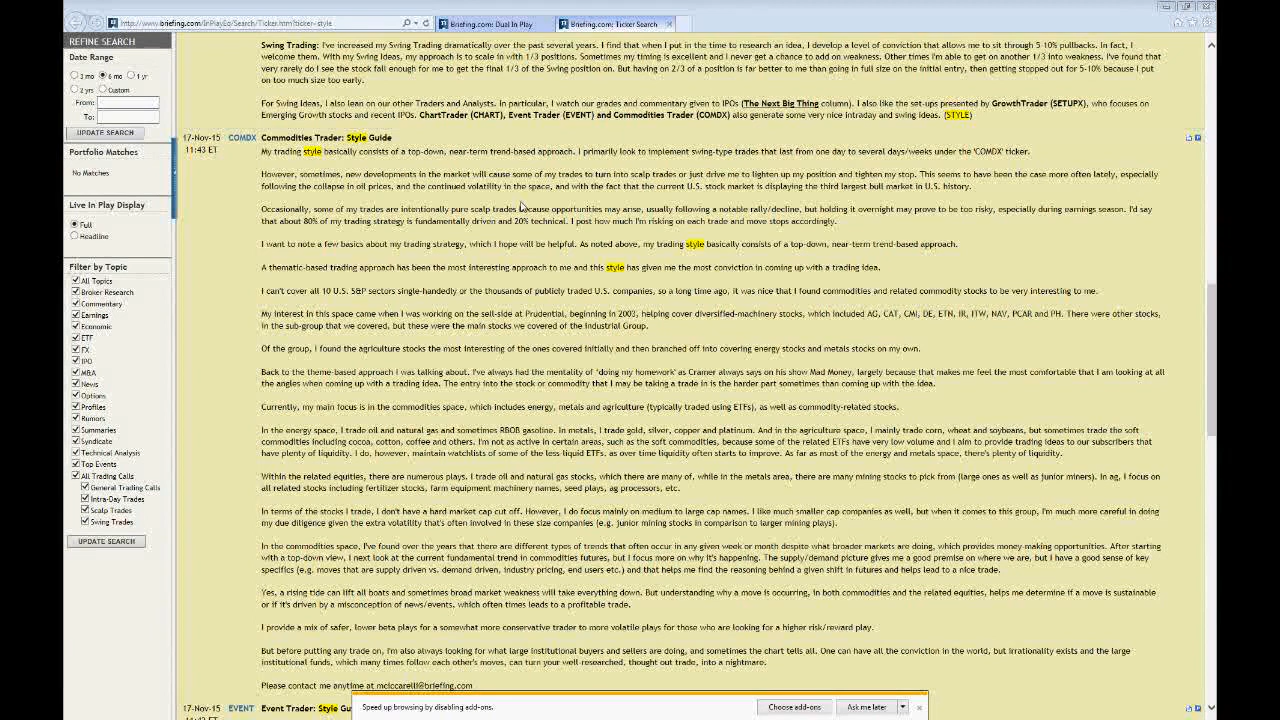 http://www.briefing.com/InPlayEq/Search/Ticker.htm?ticker=style
Briefing.com: Dual In Play
Briefing.com: Ticker Search
REFINE SEARCH
Date Range
3 mo 6 mo 1 yr
2 yrs Custom
From:
To:
UPDATE SEARCH
Portfolio Matches
No Matches
Live In Play Display
Full
Headline
Filter by Topic
All Topics
Broker Research
Commentary
Earnings
Economic
ETF
FX
IPO
M&A
News
Options
Profiles
Rumors
Summaries
Syndicate
Technical Analysis
Top Events
All Trading Calls
General Trading Calls
Intra-Day Trades
Scalp Trades
Swing Trades
UPDATE SEARCH
Swing Trading: I've increased my Swing Trading dramatically over the past several years. I find that when I put in the time to research an idea, I develop a level of conviction that allows me to sit through 5-10% pullbacks. In fact, I
welcome them. With my Swing Ideas, my approach is to scale in with 1/3 positions. Sometimes my timing is excellent and I never get a chance to add on weakness. Other times I'm able to get on another 1/3 into weakness. I've found that
very rarely do I see the stock fall enough for me to get the final 1/3 of the Swing position on. But having on 2/3 of a position is far better to me than going in full size on the initial entry, then getting stopped out for 5-10% because I put
on too much size too early.
For Swing Ideas, I also lean on our other Traders and Analysts. In particular, I watch our grades and commentary given to IPOs (The Next Big Thing column). I also like the set-ups presented by GrowthTrader (SETUPX), who focuses on
Emerging Growth stocks and recent IPOs. ChartTrader (CHART), Event Trader (EVENT) and Commodities Trader (COMDX) also generate some very nice intraday and swing ideas. (STYLE)
17-Nov-15 COMDX Commodities Trader: Style Guide
11:43 ET
My trading style basically consists of a top-down, near-term trend-based approach. I primarily look to implement swing-type trades that last from one day to several days/weeks under the 'COMDX' ticker.
However, sometimes, new developments in the market will cause some of my trades to turn into scalp trades or just drive me to lighten up my position and tighten my stop. This seems to have been the case more often lately, especially
following the collapse in oil prices, and the continued volatility in the space, and with the fact that the current U.S. stock market is displaying the third largest bull market in U.S. history.
Occasionally, some of my trades are intentionally pure scalp trades because opportunities may arise, usually following a notable rally/decline, but holding it overnight may prove to be too risky, especially during earnings season. I'd say
that about 80% of my trading strategy is fundamentally driven and 20% technical. I post how much I'm risking on each trade and move stops accordingly.
I want to note a few basics about my trading strategy, which I hope will be helpful. As noted above, my trading style basically consists of a top-down, near-term trend-based approach.
A thematic-based trading approach has been the most interesting approach to me and this style has given me the most conviction in coming up with a trading idea.
I can't cover all 10 U.S. S&P sectors single-handedly or the thousands of publicly traded U.S. companies, so a long time ago, it was nice that I found commodities and related commodity stocks to be very interesting to me.
My interest in this space came when I was working on the sell-side at Prudential, beginning in 2003, helping cover diversified-machinery stocks, which included AG, CAT, CMI, DE, ETN, IR, ITW, NAV, PCAR and PH. There were other stocks,
in the sub-group that we covered, but these were the main stocks we covered of the Industrial Group.
Of the group, I found the agriculture stocks the most interesting of the ones covered initially and then branched off into covering energy stocks and metals stocks on my own.
Back to the theme-based approach I was talking about. I've always had the mentality of 'doing my homework' as Cramer always says on his show Mad Money, largely because that makes me feel the most comfortable that I am looking at all
the angles when coming up with a trading idea. The entry into the stock or commodity that I may be taking a trade in is the harder part sometimes than coming up with the idea.
Currently, my main focus is in the commodities space, which includes energy, metals and agriculture (typically traded using ETFs), as well as commodity-related stocks.
In the energy space, I trade oil and natural gas and sometimes RBOB gasoline. In metals, I trade gold, silver, copper and platinum. And in the agriculture space, I mainly trade corn, wheat and soybeans, but sometimes trade the soft
commodities including cocoa, cotton, coffee and others. I'm not as active in certain areas, such as the soft commodities, because some of the related ETFs have very low volume and I aim to provide trading ideas to our subscribers that
have plenty of liquidity. I do, however, maintain watchlists of some of the less-liquid ETFs, as over time liquidity often starts to improve. As far as most of the energy and metals space, there's plenty of liquidity.
Within the related equities, there are numerous plays. I trade oil and natural gas stocks, which there are many of, while in the metals area, there are many mining stocks to pick from (large ones as well as junior miners). In ag, I focus on
all related stocks including fertilizer stocks, farm equipment machinery names, seed plays, ag processors, etc.
In terms of the stocks I trade, I don't have a hard market cap cut off. However, I do focus mainly on medium to large cap names. I like much smaller cap companies as well, but when it comes to this group, I'm much more careful in doing
my due diligence given the extra volatility that's often involved in these size companies (e.g. junior mining stocks in comparison to larger mining plays).
In the commodities space, I've found over the years that there are different types of trends that often occur in any given week or month despite what broader markets are doing, which provides money-making opportunities. After starting
with a top-down view, I next look at the current fundamental trend in commodities futures, but I focus more on why it's happening. The supply/demand picture gives me a good premise on where we are, but I have a good sense of key
specifics (e.g. moves that are supply driven vs. demand driven, industry pricing, end users etc.) and that helps me find the reasoning behind a given shift in futures and helps lead to a nice trade.
Yes, a rising tide can lift all boats and sometimes broad market weakness will take everything down. But understanding why a move is occurring, in both commodities and the related equities, helps me determine if a move is sustainable
or if it's driven by a misconception of news/events, which often times leads to a profitable trade.
I provide a mix of safer, lower beta plays for a somewhat more conservative trader to more volatile plays for those who are looking for a higher risk/reward play.
But before putting any trade on, I'm also always looking for what large institutional buyers and sellers are doing, and sometimes the chart tells all. One can have all the conviction in the world, but irrationality exists and the large
institutional funds, which many times follow each other's moves, can turn your well-researched, thought out trade, into a nightmare.
Please contact me anytime at mciccarelli@briefing.com
17-Nov-15 EVENT Event Trader: Style Gu
Speed up browsing by disabling add-ons.
Choose add-ons
Ask me later